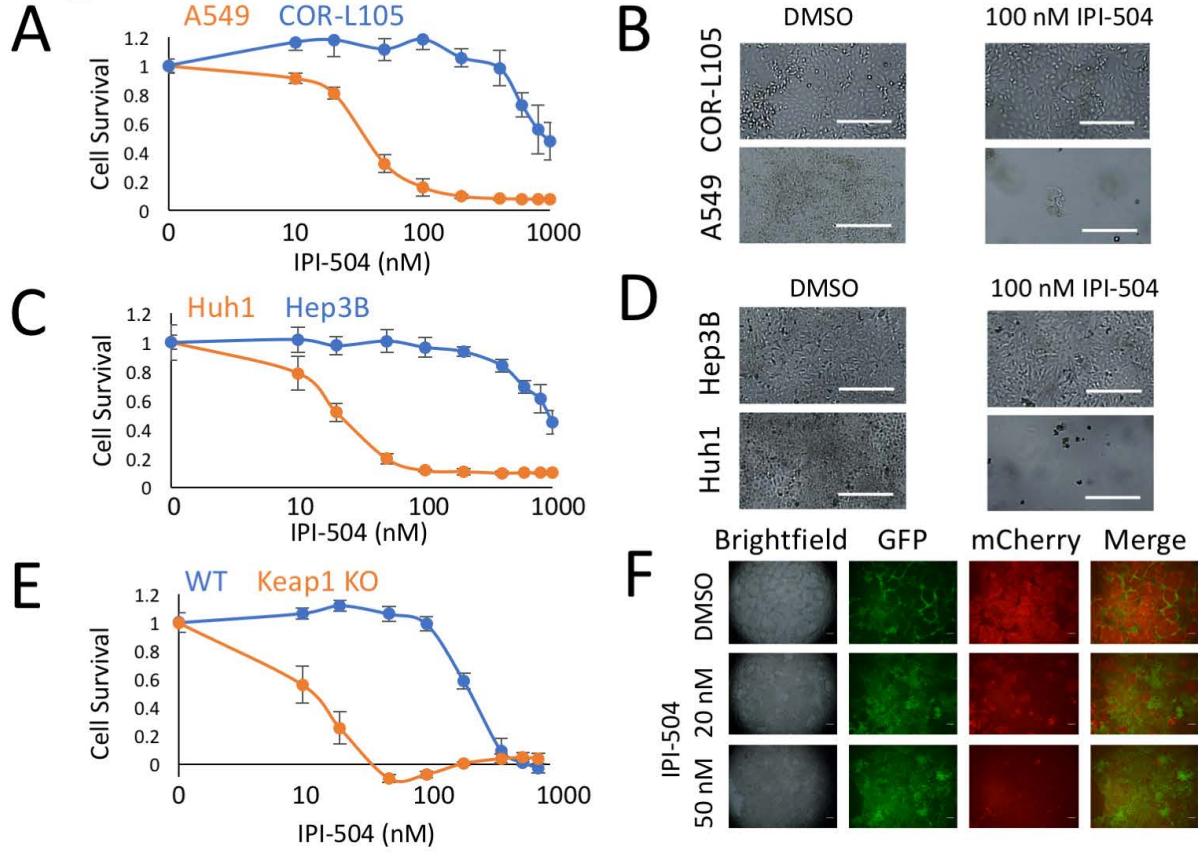 A
A549 COR-L105
Cell Survival
1.2
1
0.8
0.6
0.4
0.2
0
0 10 100 1000
IPI-504 (nM)
B
DMSO 100 nM IPI-504
COR-L105
A549
C
Huh1 Hep3B
Cell Survival
1.2
1
0.8
0.6
0.4
0.2
0
0 10 100 1000
IPI-504 (nM)
D
DMSO 100 nM IPI-504
Hep3B
Huh1
E
WT Keap1 KO
Cell Survival
1.2
1
0.8
0.6
0.4
0.2
0
0 10 100 1000
IPI-504 (nM)
F
Brightfield GFP mCherry Merge
DMSO
IPI-504
20 nM
50 nM